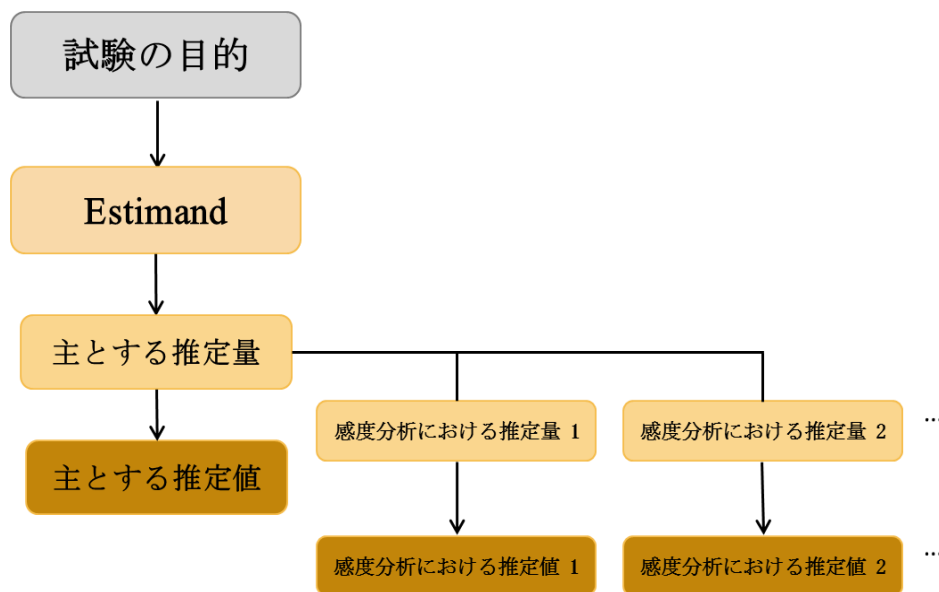 試験の目的
Estimand
主とする推定量
感度分析における推定量 1
感度分析における推定量 2
...
主とする推定値
感度分析における推定値 1
感度分析における推定値 2
...